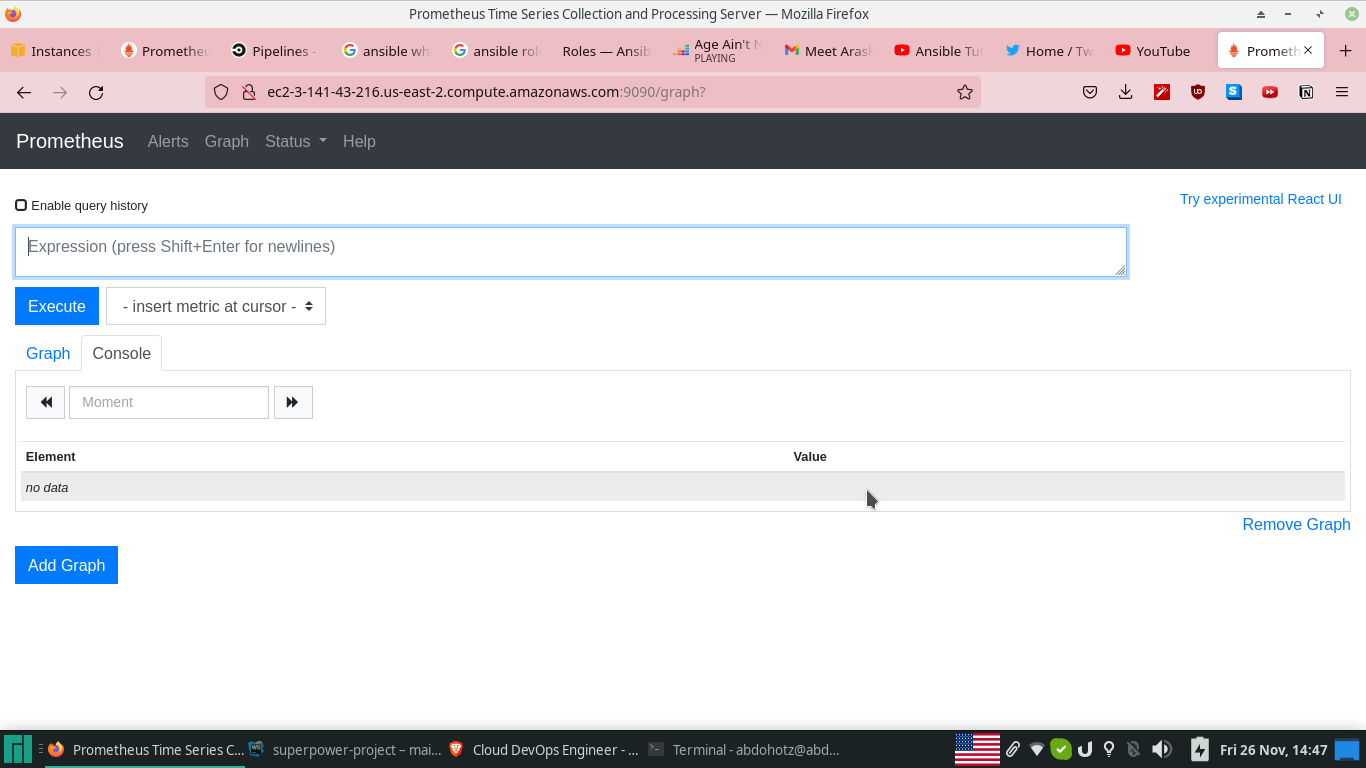 Prometheus Time Series Collection and Processing Server — Mozilla Firefox
Instances
Prometheu
Pipelines -
ansible wh
ansible rol
Roles — Ansib
Age Ain't N
PLAYING
Meet Aras
Ansible Tu
Home / Tw
YouTube
Prometh
ec2-3-141-43-216.us-east-2.compute.amazonaws.com:9090/graph?
Prometheus Alerts Graph Status Help
Enable query history
Try experimental React UI
Expression (press Shift+Enter for newlines)
Execute
- insert metric at cursor -
Graph Console
Moment
Element Value
no data
Remove Graph
Add Graph
Prometheus Time Series C...
superpower-project – mai...
Cloud DevOps Engineer - ...
Terminal - abdohotz@abd...
Fri 26 Nov, 14:47